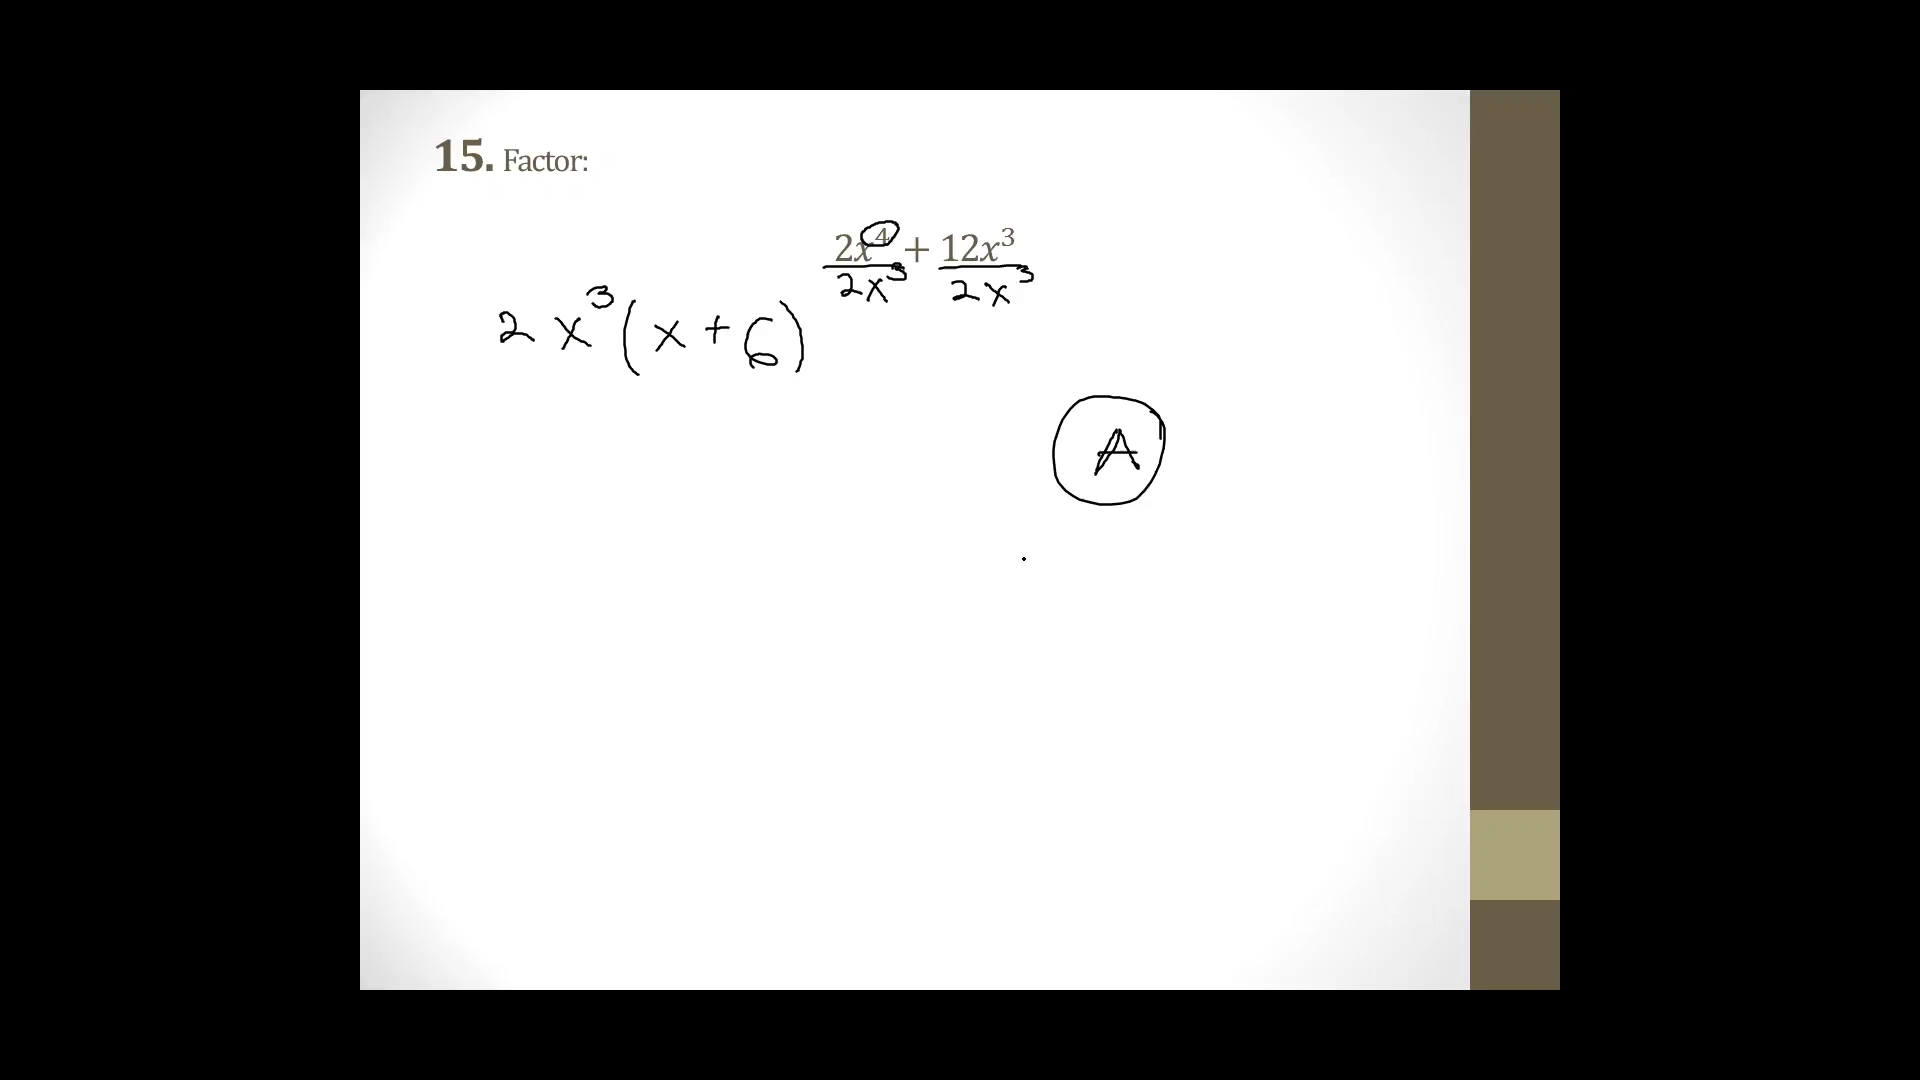 15. Factor:
2x⁴ + 12x³
2x³ 2x³
2x³(x+6)
A